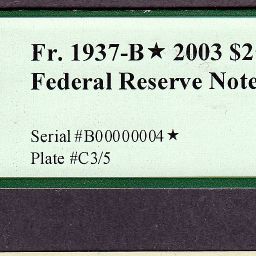 Fr. 1937-B★ 2003 $2
Federal Reserve Note
Serial #B00000004★
Plate #C3/5